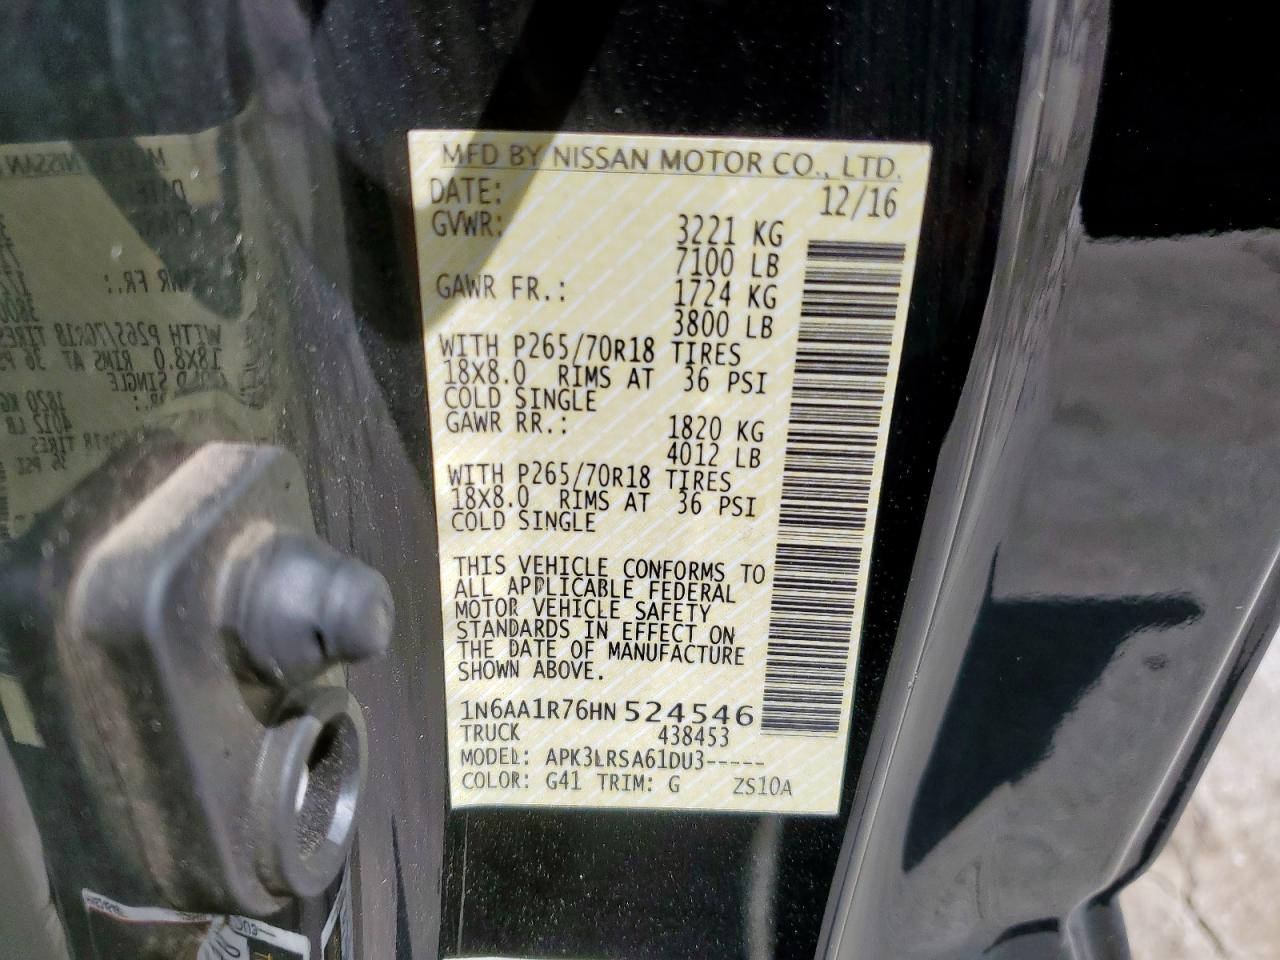 MFD BY NISSAN MOTOR CO., LTD.
DATE: 12/16
GVWR: 3221 KG
7100 LB
GAWR FR.: 1724 KG
3800 LB
WITH P265/70R18 TIRES
18X8.0 RIMS AT 36 PSI
COLD SINGLE
GAWR RR.: 1820 KG
4012 LB
WITH P265/70R18 TIRES
18X8.0 RIMS AT 36 PSI
COLD SINGLE
THIS VEHICLE CONFORMS TO
ALL APPLICABLE FEDERAL
MOTOR VEHICLE SAFETY
STANDARDS IN EFFECT ON
THE DATE OF MANUFACTURE
SHOWN ABOVE.
1N6AA1R76HN524546
TRUCK 438453
MODEL: APK3LRSA61DU3-----
COLOR: G41 TRIM: G ZS10A